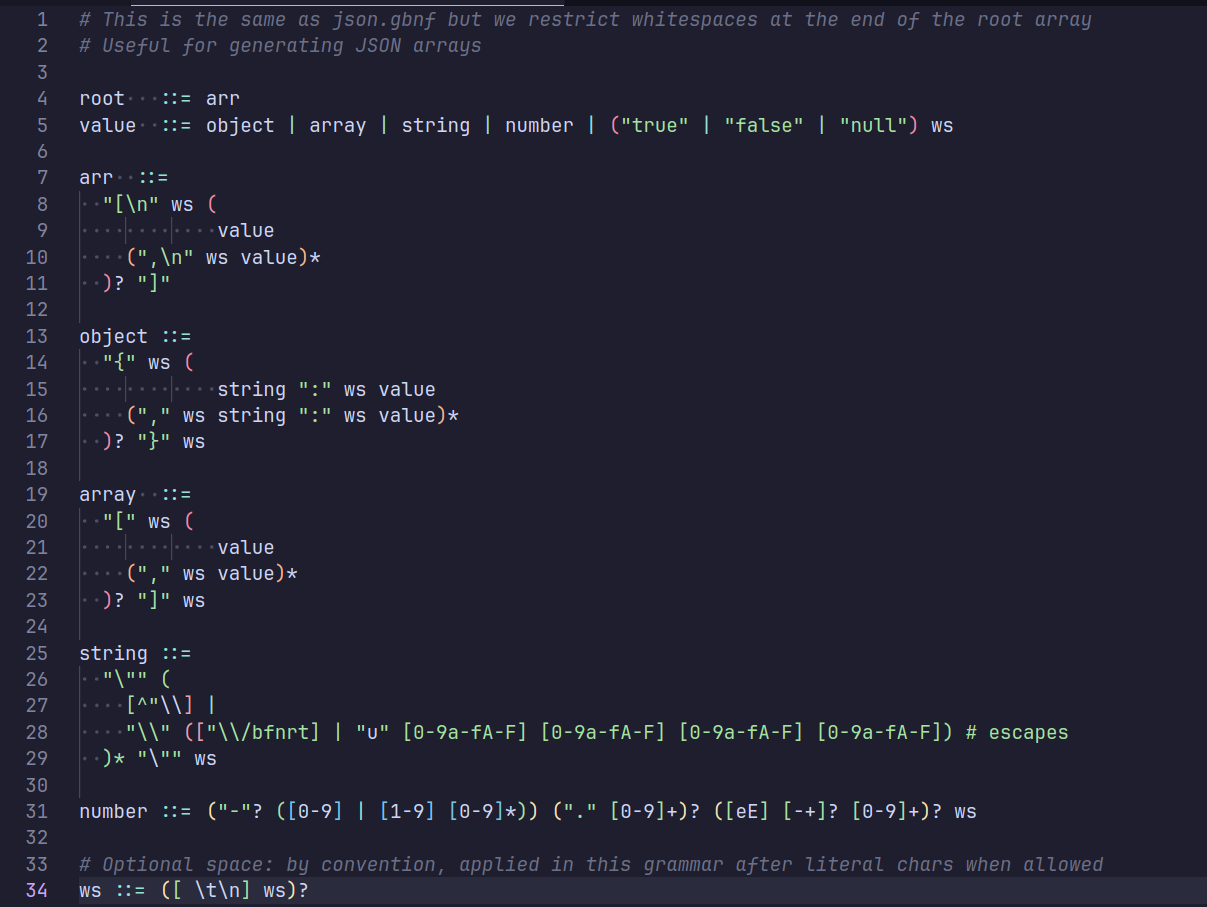 1 # This is the same as json.gbnf but we restrict whitespaces at the end of the root array
2 # Useful for generating JSON arrays
3
4 root   ::= arr
5 value  ::= object | array | string | number | ("true" | "false" | "null") ws
6
7 arr  ::=
8   "[\n" ws (
9             value
10     (",\n" ws value)*
11   )? "]"
12
13 object ::=
14   "{" ws (
15             string ":" ws value
16     ("," ws string ":" ws value)*
17   )? "}" ws
18
19 array  ::=
20   "[" ws (
21             value
22     ("," ws value)*
23   )? "]" ws
24
25 string ::=
26   "\"" (
27     [^"\\] |
28     "\\" (["\\/bfnrt] | "u" [0-9a-fA-F] [0-9a-fA-F] [0-9a-fA-F] [0-9a-fA-F]) # escapes
29   )* "\"" ws
30
31 number ::= ("-"? ([0-9] | [1-9] [0-9]*)) ("." [0-9]+)? ([eE] [-+]? [0-9]+)? ws
32
33 # Optional space: by convention, applied in this grammar after literal chars when allowed
34 ws ::= ([ \t\n] ws)?